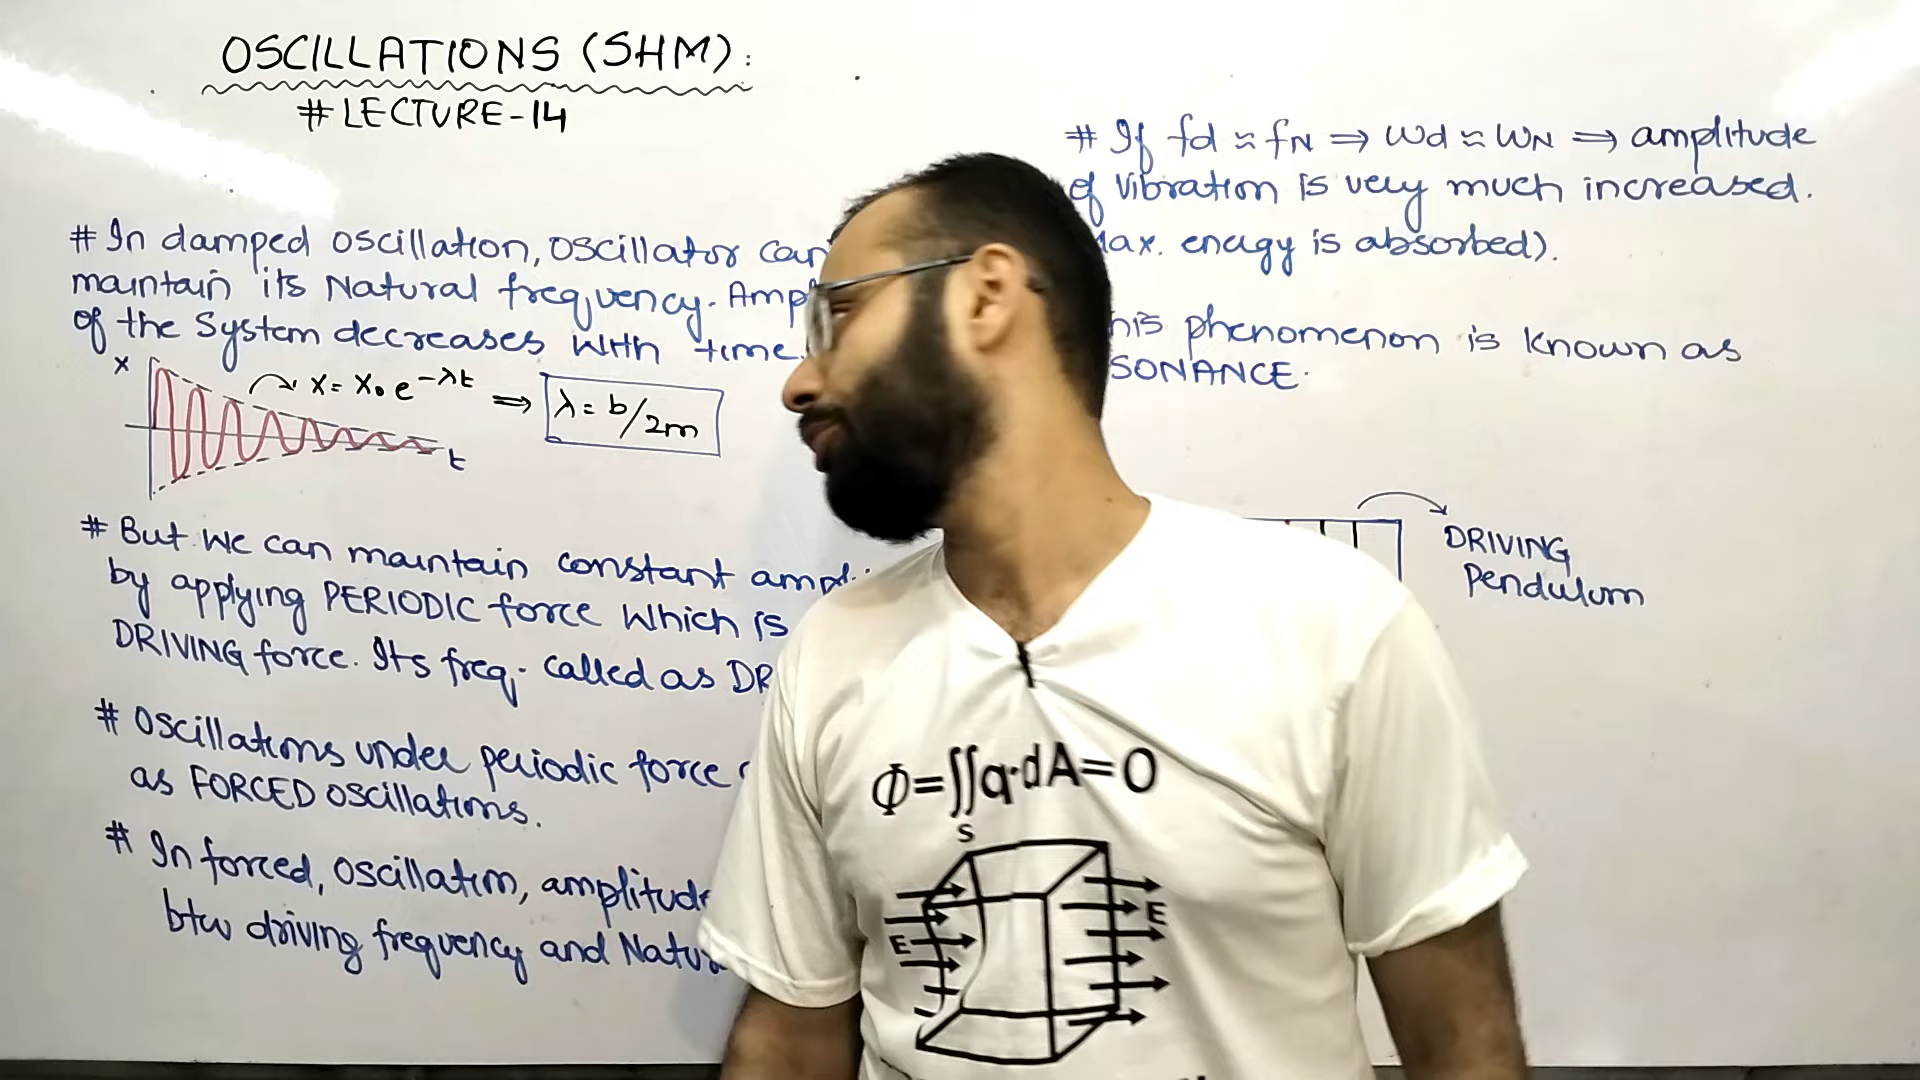 OSCILLATIONS (SHM):
# LECTURE-14
# In damped oscillation, oscillator can
maintain its Natural frequency. Amp
of the System decreases with time.
x
x = x₀ e^-λt ⇒ λ = b/2m
t
# But we can maintain constant ampl
by applying PERIODIC force which is
DRIVING force. Its freq. called as DR
# Oscillations under periodic force
as FORCED oscillations.
# In forced, oscillation, amplitude
btw driving frequency and Natur
# If fd ≈ fN ⇒ ωd ≈ ωN ⇒ amplitude
of vibration is very much increased.
ax. energy is absorbed).
his phenomenon is known as
SONANCE.
DRIVING
Pendulum
Φ=∬q·dA=0
S
E
E